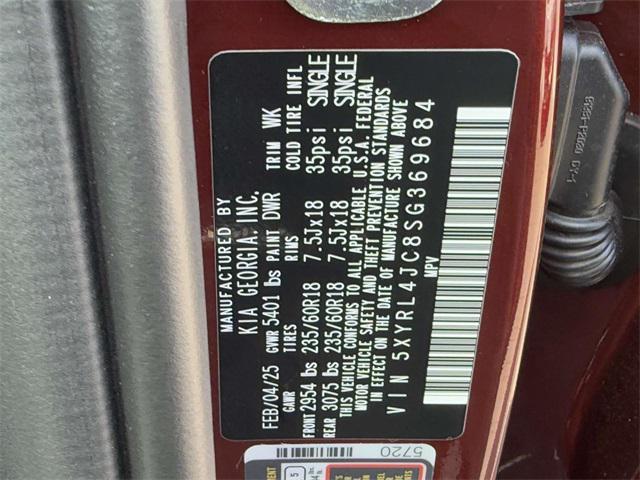 MANUFACTURED BY
KIA GEORGIA INC.
FEB/04/25 GVWR 5401 lbs PAINT DWR TRIM WK
GAWR TIRES RIMS COLD TIRE INFL
FRONT 2954 lbs 235/60R18 7.5Jx18 35psi SINGLE
REAR 3075 lbs 235/60R18 7.5Jx18 35psi SINGLE
THIS VEHICLE CONFORMS TO ALL APPLICABLE U.S.A. FEDERAL
MOTOR VEHICLE SAFETY AND THEFT PREVENTION STANDARDS
IN EFFECT ON THE DATE OF MANUFACTURE SHOWN ABOVE
VIN 5XYRL4JC8SG369684
MPV
5720
5